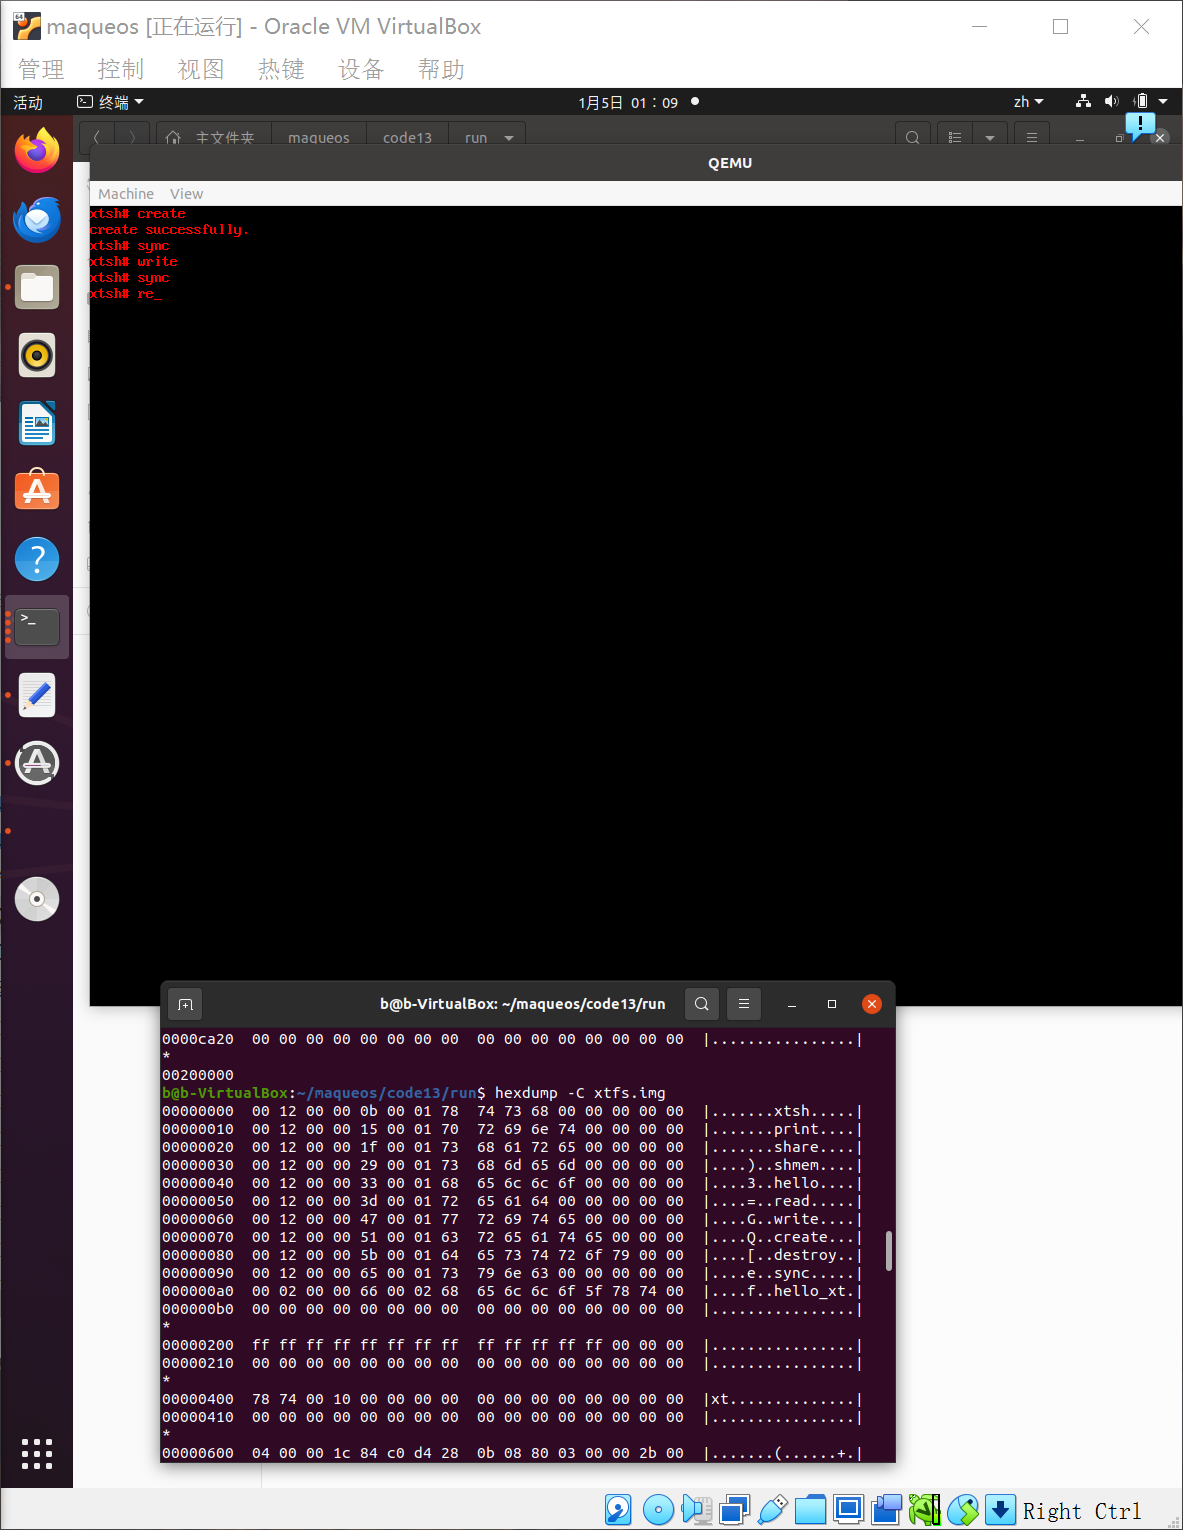 maqueos [正在运行] - Oracle VM VirtualBox
管理 控制 视图 热键 设备 帮助
活动 终端 1月5日 01：09 zh
主文件夹 maqueos code13 run
QEMU
Machine View
xtsh# create
create successfully.
xtsh# sync
xtsh# write
xtsh# sync
xtsh# re_
b@b-VirtualBox: ~/maqueos/code13/run
0000ca20  00 00 00 00 00 00 00 00  00 00 00 00 00 00 00 00  |................|
*
00200000
b@b-VirtualBox:~/maqueos/code13/run$ hexdump -C xtfs.img
00000000  00 12 00 00 0b 00 01 78  74 73 68 00 00 00 00 00  |.......xtsh.....|
00000010  00 12 00 00 15 00 01 70  72 69 6e 74 00 00 00 00  |.......print....|
00000020  00 12 00 00 1f 00 01 73  68 61 72 65 00 00 00 00  |.......share....|
00000030  00 12 00 00 29 00 01 73  68 6d 65 6d 00 00 00 00  |....)..shmem....|
00000040  00 12 00 00 33 00 01 68  65 6c 6c 6f 00 00 00 00  |....3..hello....|
00000050  00 12 00 00 3d 00 01 72  65 61 64 00 00 00 00 00  |....=..read.....|
00000060  00 12 00 00 47 00 01 77  72 69 74 65 00 00 00 00  |....G..write....|
00000070  00 12 00 00 51 00 01 63  72 65 61 74 65 00 00 00  |....Q..create...|
00000080  00 12 00 00 5b 00 01 64  65 73 74 72 6f 79 00 00  |....[..destroy..|
00000090  00 12 00 00 65 00 01 73  79 6e 63 00 00 00 00 00  |....e..sync.....|
000000a0  00 02 00 00 66 00 02 68  65 6c 6c 6f 5f 78 74 00  |....f..hello_xt.|
000000b0  00 00 00 00 00 00 00 00  00 00 00 00 00 00 00 00  |................|
*
00000200  ff ff ff ff ff ff ff ff  ff ff ff ff ff 00 00 00  |................|
00000210  00 00 00 00 00 00 00 00  00 00 00 00 00 00 00 00  |................|
*
00000400  78 74 00 10 00 00 00 00  00 00 00 00 00 00 00 00  |xt..............|
00000410  00 00 00 00 00 00 00 00  00 00 00 00 00 00 00 00  |................|
*
00000600  04 00 00 1c 84 c0 d4 28  0b 08 80 03 00 00 2b 00  |.......(......+.|
Right Ctrl